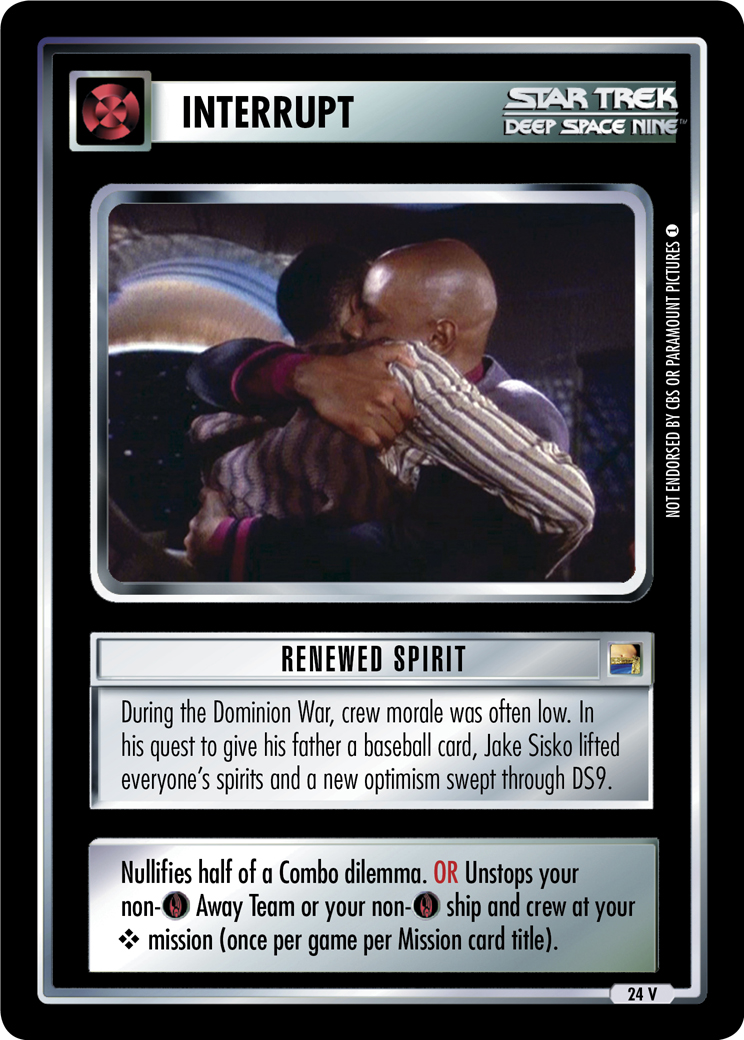 INTERRUPT
STAR TREK
DEEP SPACE NINE™
NOT ENDORSED BY CBS OR PARAMOUNT PICTURES 1
RENEWED SPIRIT
During the Dominion War, crew morale was often low. In
his quest to give his father a baseball card, Jake Sisko lifted
everyone's spirits and a new optimism swept through DS9.
Nullifies half of a Combo dilemma. OR Unstops your
non- Away Team or your non- ship and crew at your
❖ mission (once per game per Mission card title).
24 V